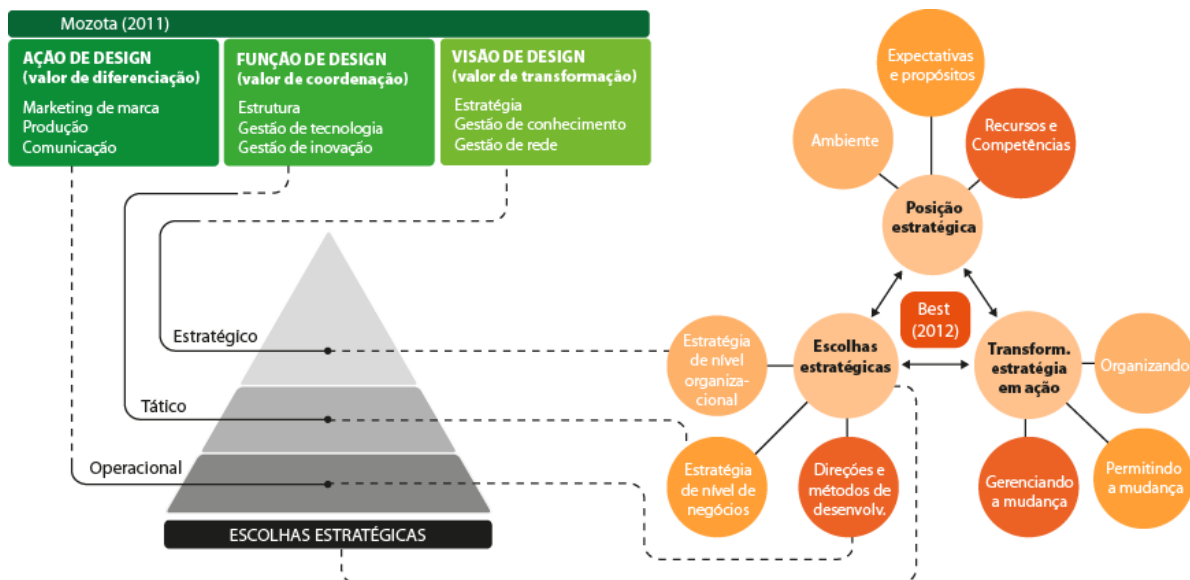 Mozota (2011)
AÇÃO DE DESIGN
(valor de diferenciação)
Marketing de marca
Produção
Comunicação
FUNÇÃO DE DESIGN
(valor de coordenação)
Estrutura
Gestão de tecnologia
Gestão de inovação
VISÃO DE DESIGN
(valor de transformação)
Estratégia
Gestão de conhecimento
Gestão de rede
Estratégico
Tático
Operacional
ESCOLHAS ESTRATÉGICAS
Expectativas
e propósitos
Ambiente
Recursos e
Competências
Posição
estratégica
Best
(2012)
Estratégia
de nível
organiza-
cional
Escolhas
estratégicas
Transform.
estratégia
em ação
Organizando
Estratégia
de nível de
negócios
Direções e
métodos de
desenvolv.
Gerenciando
a mudança
Permitindo
a mudança